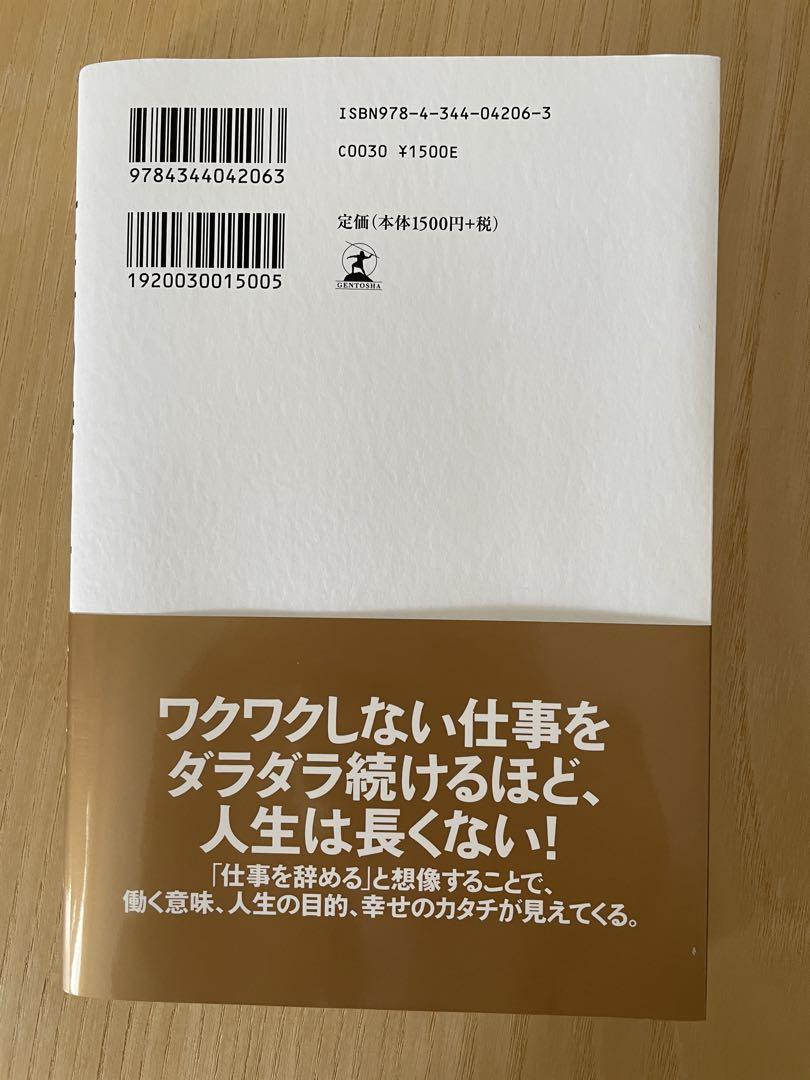 ISBN978-4-344-04206-3
9784344042063
C0030 ¥1500E
定価(本体1500円+税)
1920030015005
GENTOSHA
ワクワクしない仕事を
ダラダラ続けるほど、
人生は長くない!
「仕事を辞める」と想像することで、
働く意味、人生の目的、幸せのカタチが見えてくる。